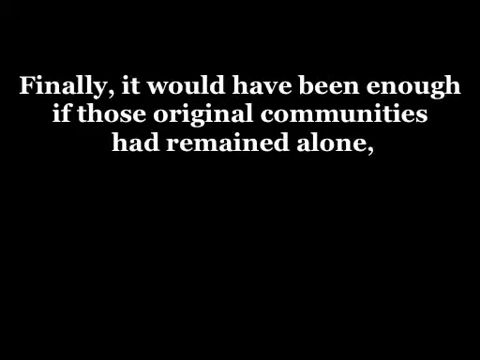 Finally, it would have been enough
if those original communities
had remained alone,